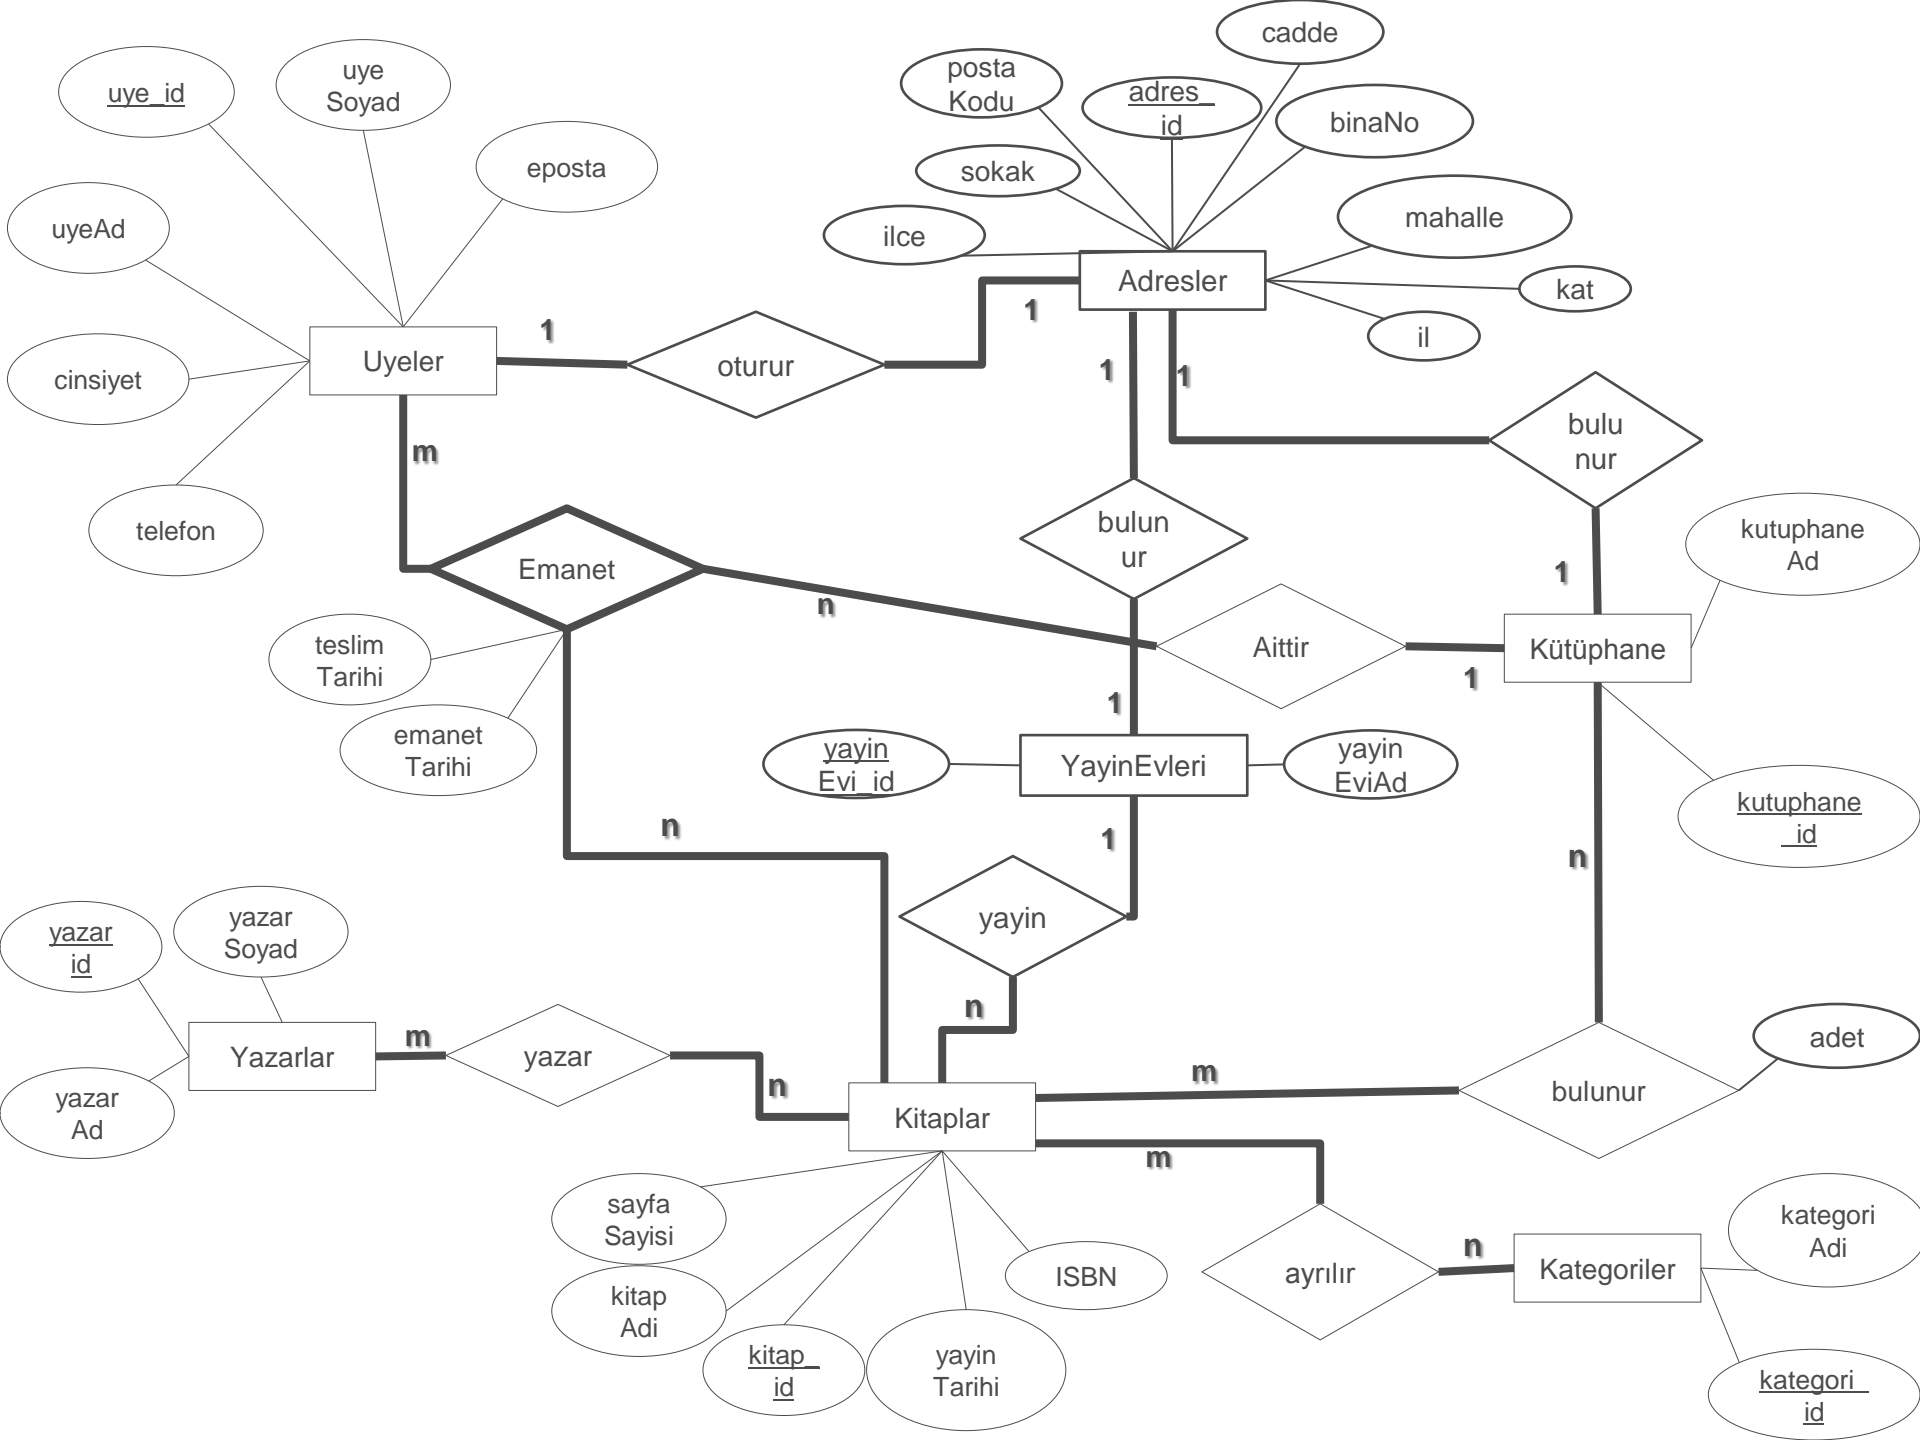 cadde
uye
Soyad
posta
Kodu
uye_id
adres_
id
binaNo
eposta
sokak
mahalle
uyeAd
ilce
Adresler
kat
1
1
il
Uyeler
oturur
1
1
cinsiyet
bulu
nur
m
bulun
ur
kutuphane
Ad
telefon
Emanet
1
n
teslim
Tarihi
Aittir
Kütüphane
1
1
emanet
Tarihi
yayin
Evi_id
YayinEvleri
yayin
EviAd
kutuphane
_id
n
1
n
yazar
id
yazar
Soyad
yayin
n
m
adet
Yazarlar
yazar
n
m
bulunur
yazar
Ad
Kitaplar
m
sayfa
Sayisi
kategori
Adi
n
ISBN
ayrılır
Kategoriler
kitap
Adi
kitap_
id
yayin
Tarihi
kategori_
id